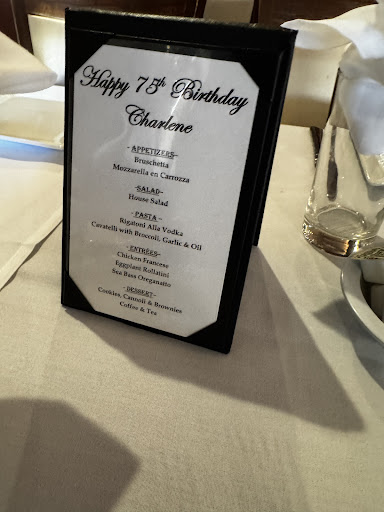 Happy 75th Birthday
Charlene
- APPETIZERS-
Bruschetta
Mozzarella en Carrozza
-SALAD-
House Salad
- PASTA -
Rigatoni Alla Vodka
Cavatelli with Broccoli, Garlic & Oil
- ENTRÉES-
Chicken Francese
Eggplant Rollatini
Sea Bass Oreganatto
- DESSERT-
Cookies, Cannoli & Brownies
Coffee & Tea